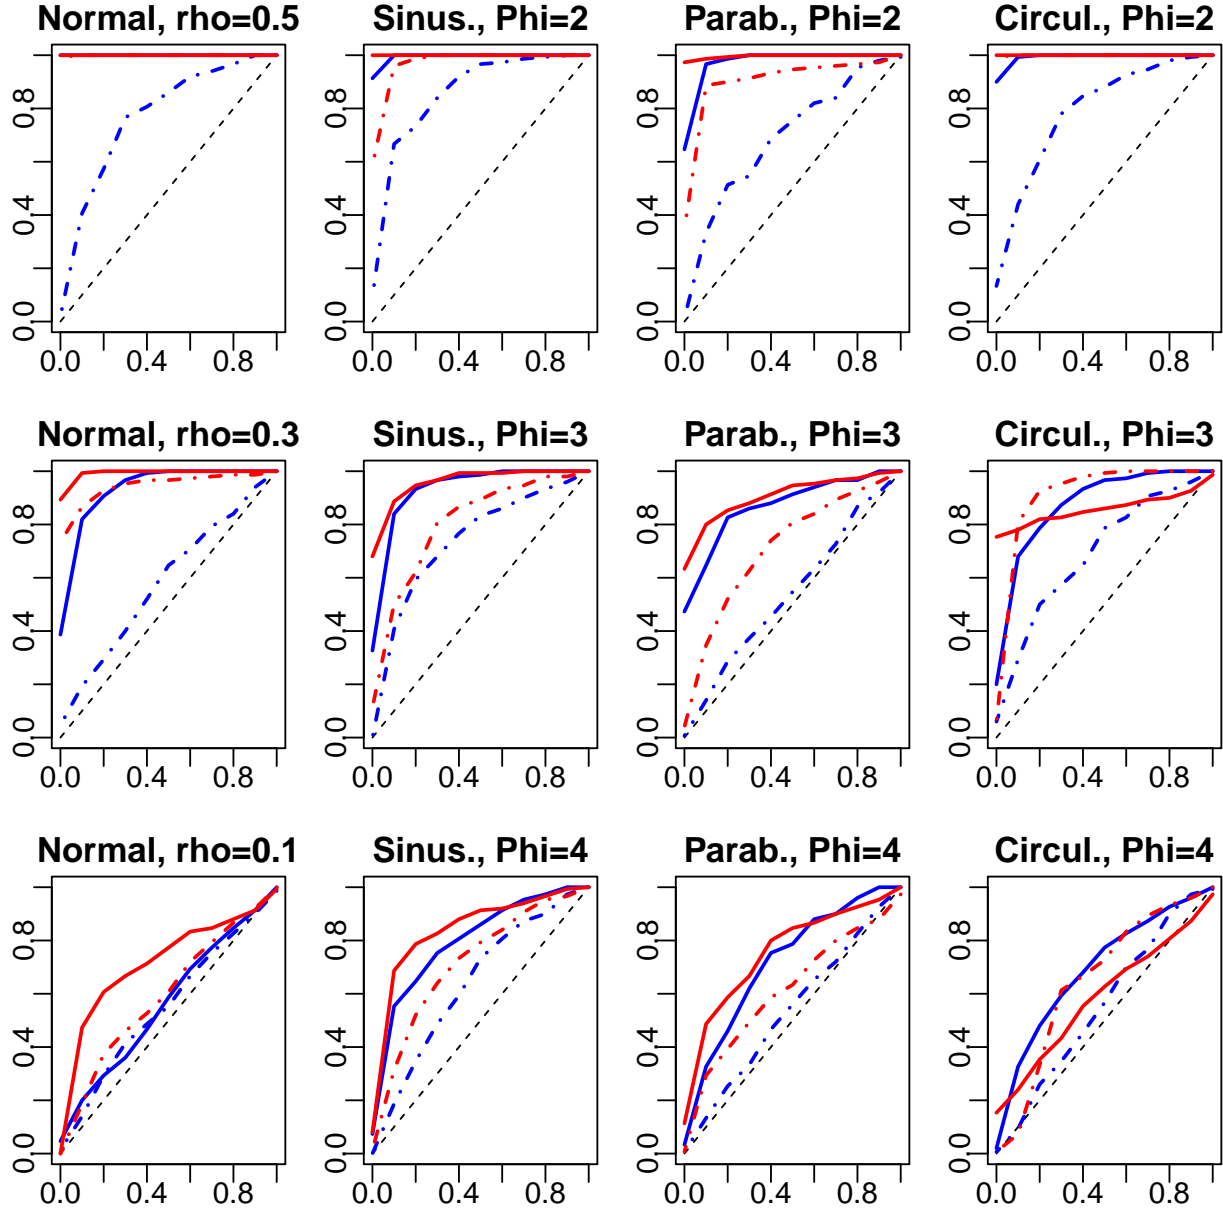 Normal, rho=0.5 Sinus., Phi=2 Parab., Phi=2 Circul., Phi=2
0.8 0.8 0.8 0.8
0.4 0.4 0.4 0.4
0.0 0.0 0.0 0.0
0.0 0.4 0.8 0.0 0.4 0.8 0.0 0.4 0.8 0.0 0.4 0.8
Normal, rho=0.3 Sinus., Phi=3 Parab., Phi=3 Circul., Phi=3
0.8 0.8 0.8 0.8
0.4 0.4 0.4 0.4
0.0 0.0 0.0 0.0
0.0 0.4 0.8 0.0 0.4 0.8 0.0 0.4 0.8 0.0 0.4 0.8
Normal, rho=0.1 Sinus., Phi=4 Parab., Phi=4 Circul., Phi=4
0.8 0.8 0.8 0.8
0.4 0.4 0.4 0.4
0.0 0.0 0.0 0.0
0.0 0.4 0.8 0.0 0.4 0.8 0.0 0.4 0.8 0.0 0.4 0.8